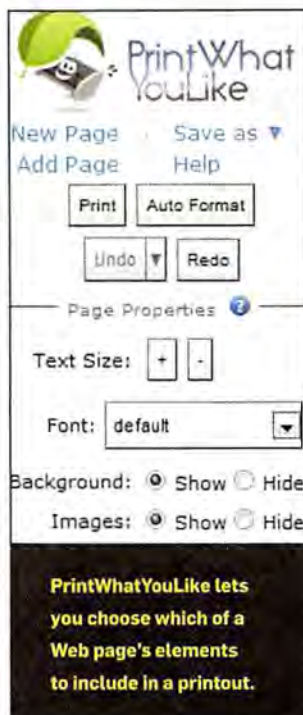 PrintWhat
YouLike
New Page Save as ▼
Add Page Help
Print Auto Format
Undo ▼ Redo
Page Properties ?
Text Size: + -
Font: default
Background: Show Hide
Images: Show Hide
PrintWhatYouLike lets
you choose which of a
Web page's elements
to include in a printout.